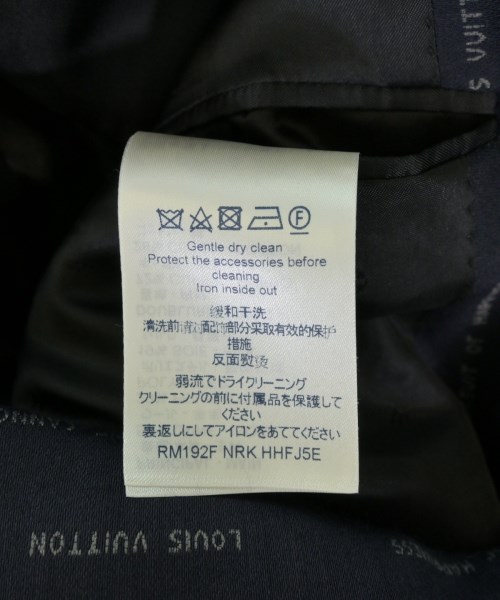 VUITT
S
Gentle dry clean
Protect the accessories before
cleaning
Iron inside out
緩和干洗
清洗前请对配饰部分采取有效的保护
措施
反面熨烫
弱流でドライクリーニング
クリーニングの前に付属品を保護して
ください
裏返しにしてアイロンをあててください
RM192F NRK HHFJ5E
LOUIS VUITTON